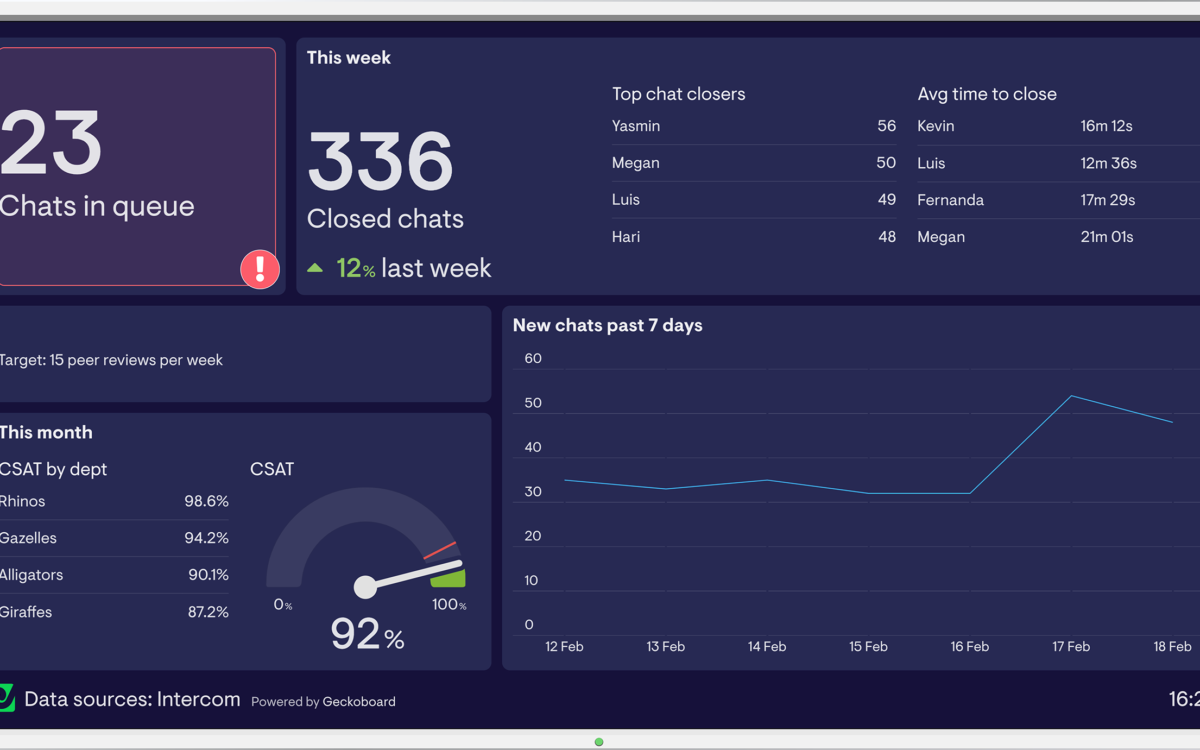 23
Chats in queue
!
This week
336
Closed chats
12% last week
Top chat closers
Yasmin 56
Megan 50
Luis 49
Hari 48
Avg time to close
Kevin 16m 12s
Luis 12m 36s
Fernanda 17m 29s
Megan 21m 01s
Target: 15 peer reviews per week
This month
CSAT by dept
Rhinos 98.6%
Gazelles 94.2%
Alligators 90.1%
Giraffes 87.2%
CSAT
0% 100%
92%
New chats past 7 days
60
50
40
30
20
10
0
12 Feb 13 Feb 14 Feb 15 Feb 16 Feb 17 Feb 18 Feb
Data sources: Intercom Powered by Geckoboard
16:2